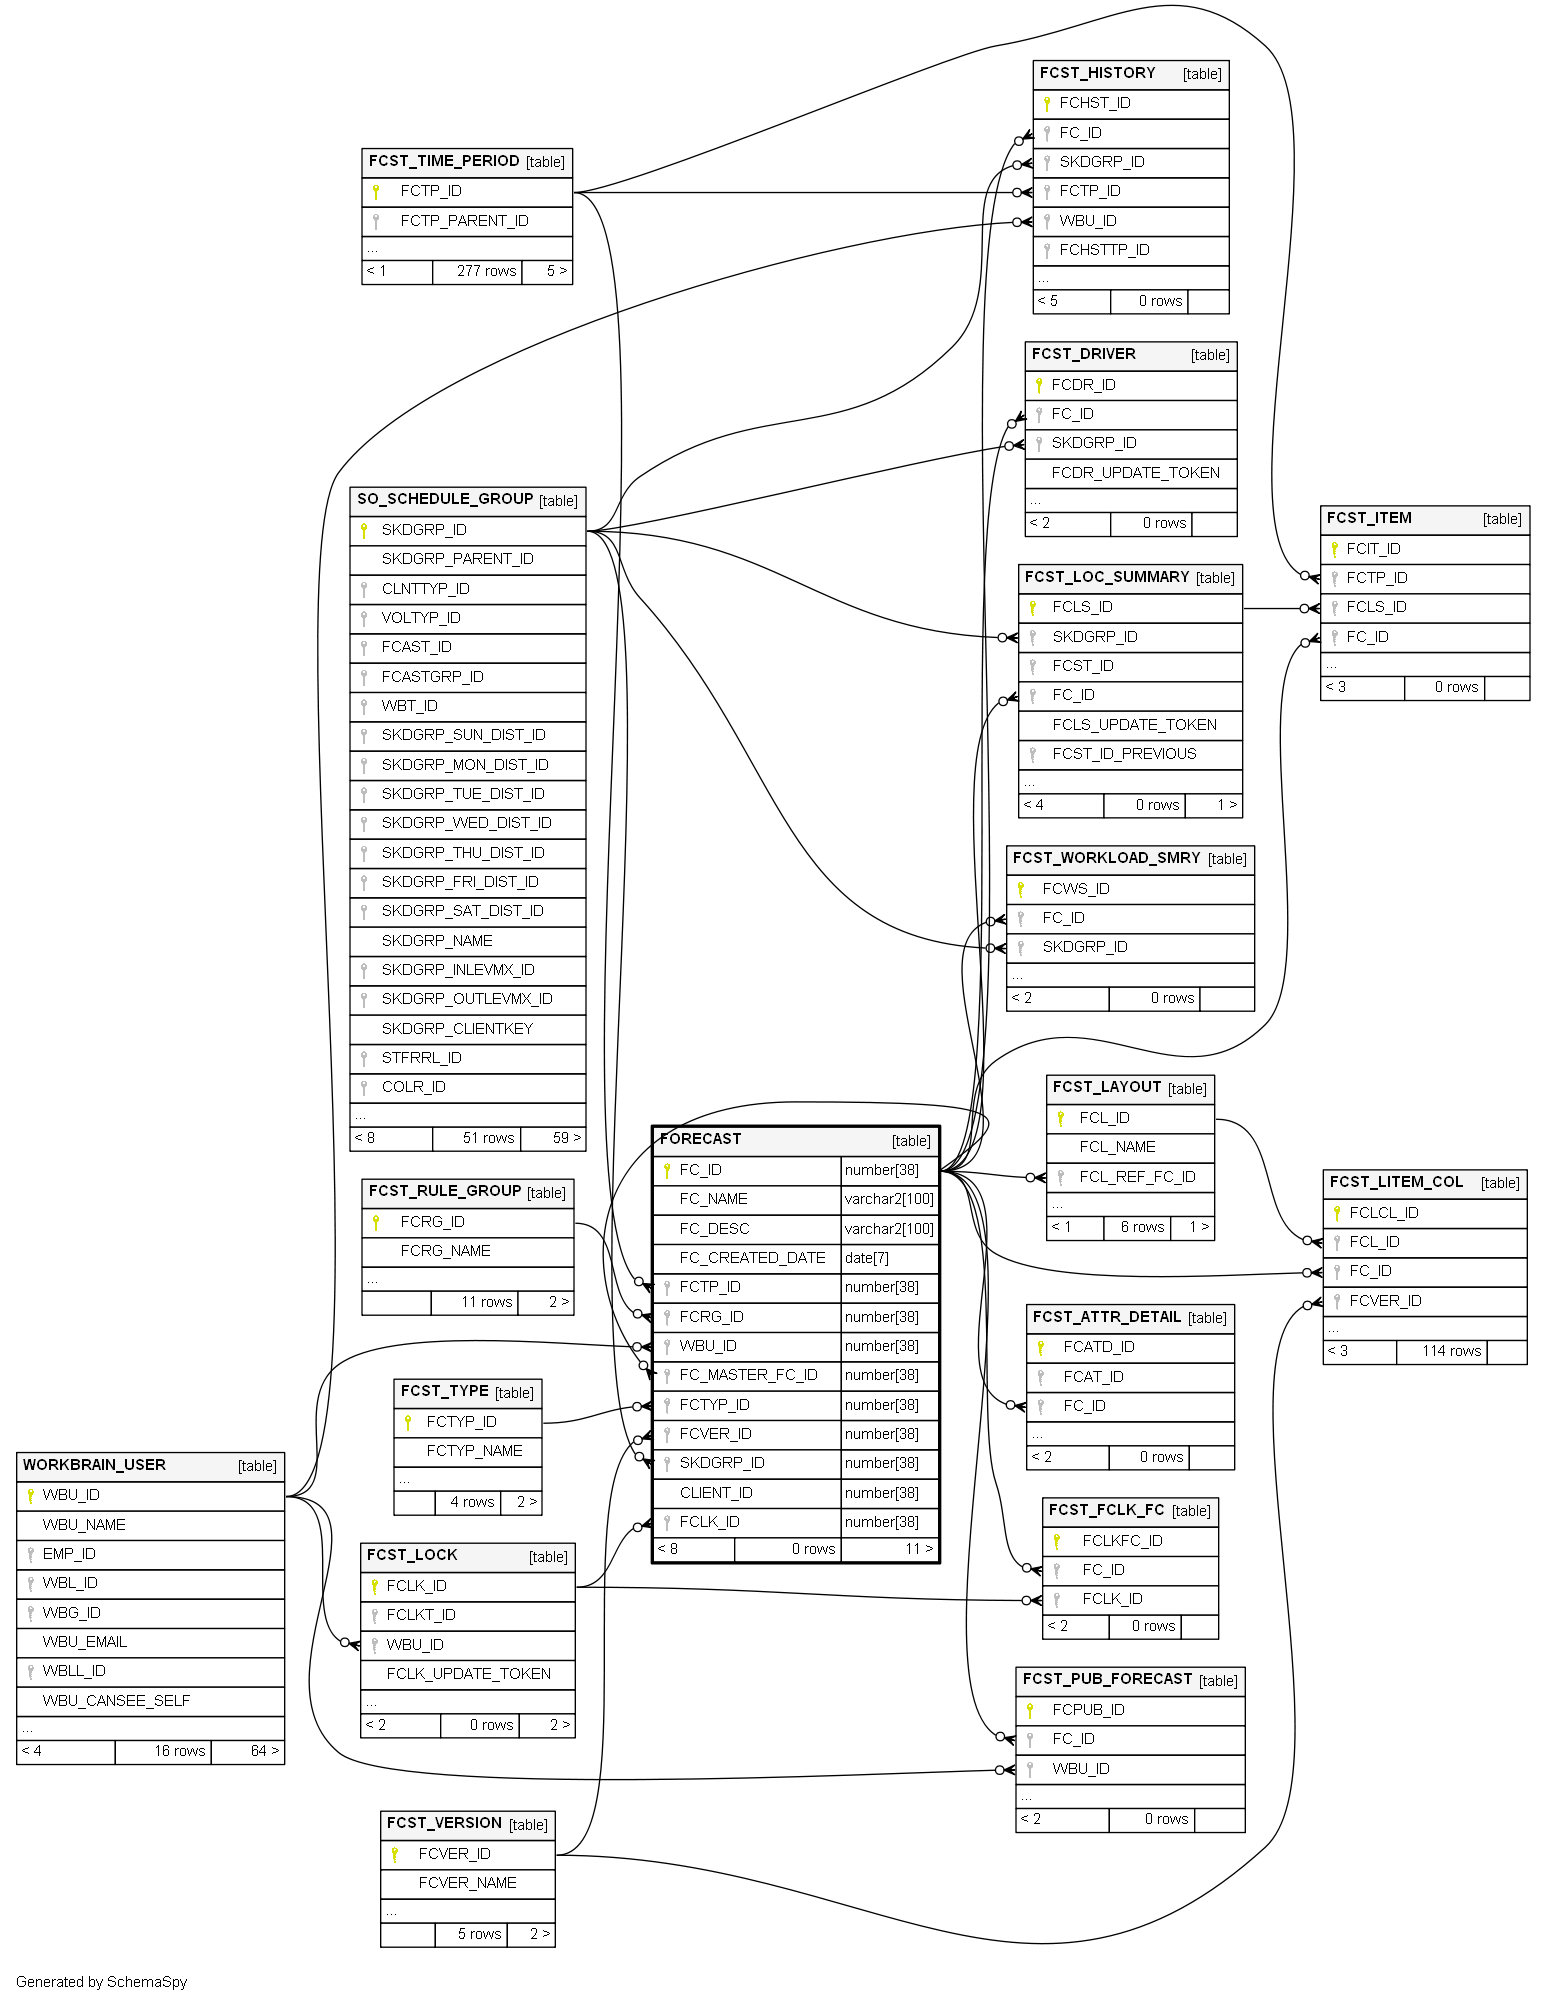 FCST_HISTORY [table]
FCHST_ID
FC_ID
SKDGRP_ID
FCTP_ID
WBU_ID
FCHSTTP_ID
...
< 5 0 rows
FCST_TIME_PERIOD [table]
FCTP_ID
FCTP_PARENT_ID
...
< 1 277 rows 5 >
FCST_DRIVER [table]
FCDR_ID
FC_ID
SKDGRP_ID
FCDR_UPDATE_TOKEN
...
< 2 0 rows
SO_SCHEDULE_GROUP [table]
SKDGRP_ID
SKDGRP_PARENT_ID
CLNTTYP_ID
VOLTYP_ID
FCAST_ID
FCASTGRP_ID
WBT_ID
SKDGRP_SUN_DIST_ID
SKDGRP_MON_DIST_ID
SKDGRP_TUE_DIST_ID
SKDGRP_WED_DIST_ID
SKDGRP_THU_DIST_ID
SKDGRP_FRI_DIST_ID
SKDGRP_SAT_DIST_ID
SKDGRP_NAME
SKDGRP_INLEVMX_ID
SKDGRP_OUTLEVMX_ID
SKDGRP_CLIENTKEY
STFRRL_ID
COLR_ID
...
< 8 51 rows 59 >
FCST_ITEM [table]
FCIT_ID
FCTP_ID
FCLS_ID
FC_ID
...
< 3 0 rows
FCST_LOC_SUMMARY [table]
FCLS_ID
SKDGRP_ID
FCST_ID
FC_ID
FCLS_UPDATE_TOKEN
FCST_ID_PREVIOUS
...
< 4 0 rows 1 >
FCST_WORKLOAD_SMRY [table]
FCWS_ID
FC_ID
SKDGRP_ID
...
< 2 0 rows
FCST_LAYOUT [table]
FCL_ID
FCL_NAME
FCL_REF_FC_ID
...
< 1 6 rows 1 >
FORECAST [table]
FC_ID number[38]
FC_NAME varchar2[100]
FC_DESC varchar2[100]
FC_CREATED_DATE date[7]
FCTP_ID number[38]
FCRG_ID number[38]
WBU_ID number[38]
FC_MASTER_FC_ID number[38]
FCTYP_ID number[38]
FCVER_ID number[38]
SKDGRP_ID number[38]
CLIENT_ID number[38]
FCLK_ID number[38]
< 8 0 rows 11 >
FCST_RULE_GROUP [table]
FCRG_ID
FCRG_NAME
...
11 rows 2 >
FCST_LITEM_COL [table]
FCLCL_ID
FCL_ID
FC_ID
FCVER_ID
...
< 3 114 rows
FCST_ATTR_DETAIL [table]
FCATD_ID
FCAT_ID
FC_ID
...
< 2 0 rows
FCST_TYPE [table]
FCTYP_ID
FCTYP_NAME
...
4 rows 2 >
WORKBRAIN_USER [table]
WBU_ID
WBU_NAME
EMP_ID
WBL_ID
WBG_ID
WBU_EMAIL
WBLL_ID
WBU_CANSEE_SELF
...
< 4 16 rows 64 >
FCST_FCLK_FC [table]
FCLKFC_ID
FC_ID
FCLK_ID
< 2 0 rows
FCST_LOCK [table]
FCLK_ID
FCLKT_ID
WBU_ID
FCLK_UPDATE_TOKEN
...
< 2 0 rows 2 >
FCST_PUB_FORECAST [table]
FCPUB_ID
FC_ID
WBU_ID
...
< 2 0 rows
FCST_VERSION [table]
FCVER_ID
FCVER_NAME
...
5 rows 2 >
Generated by SchemaSpy